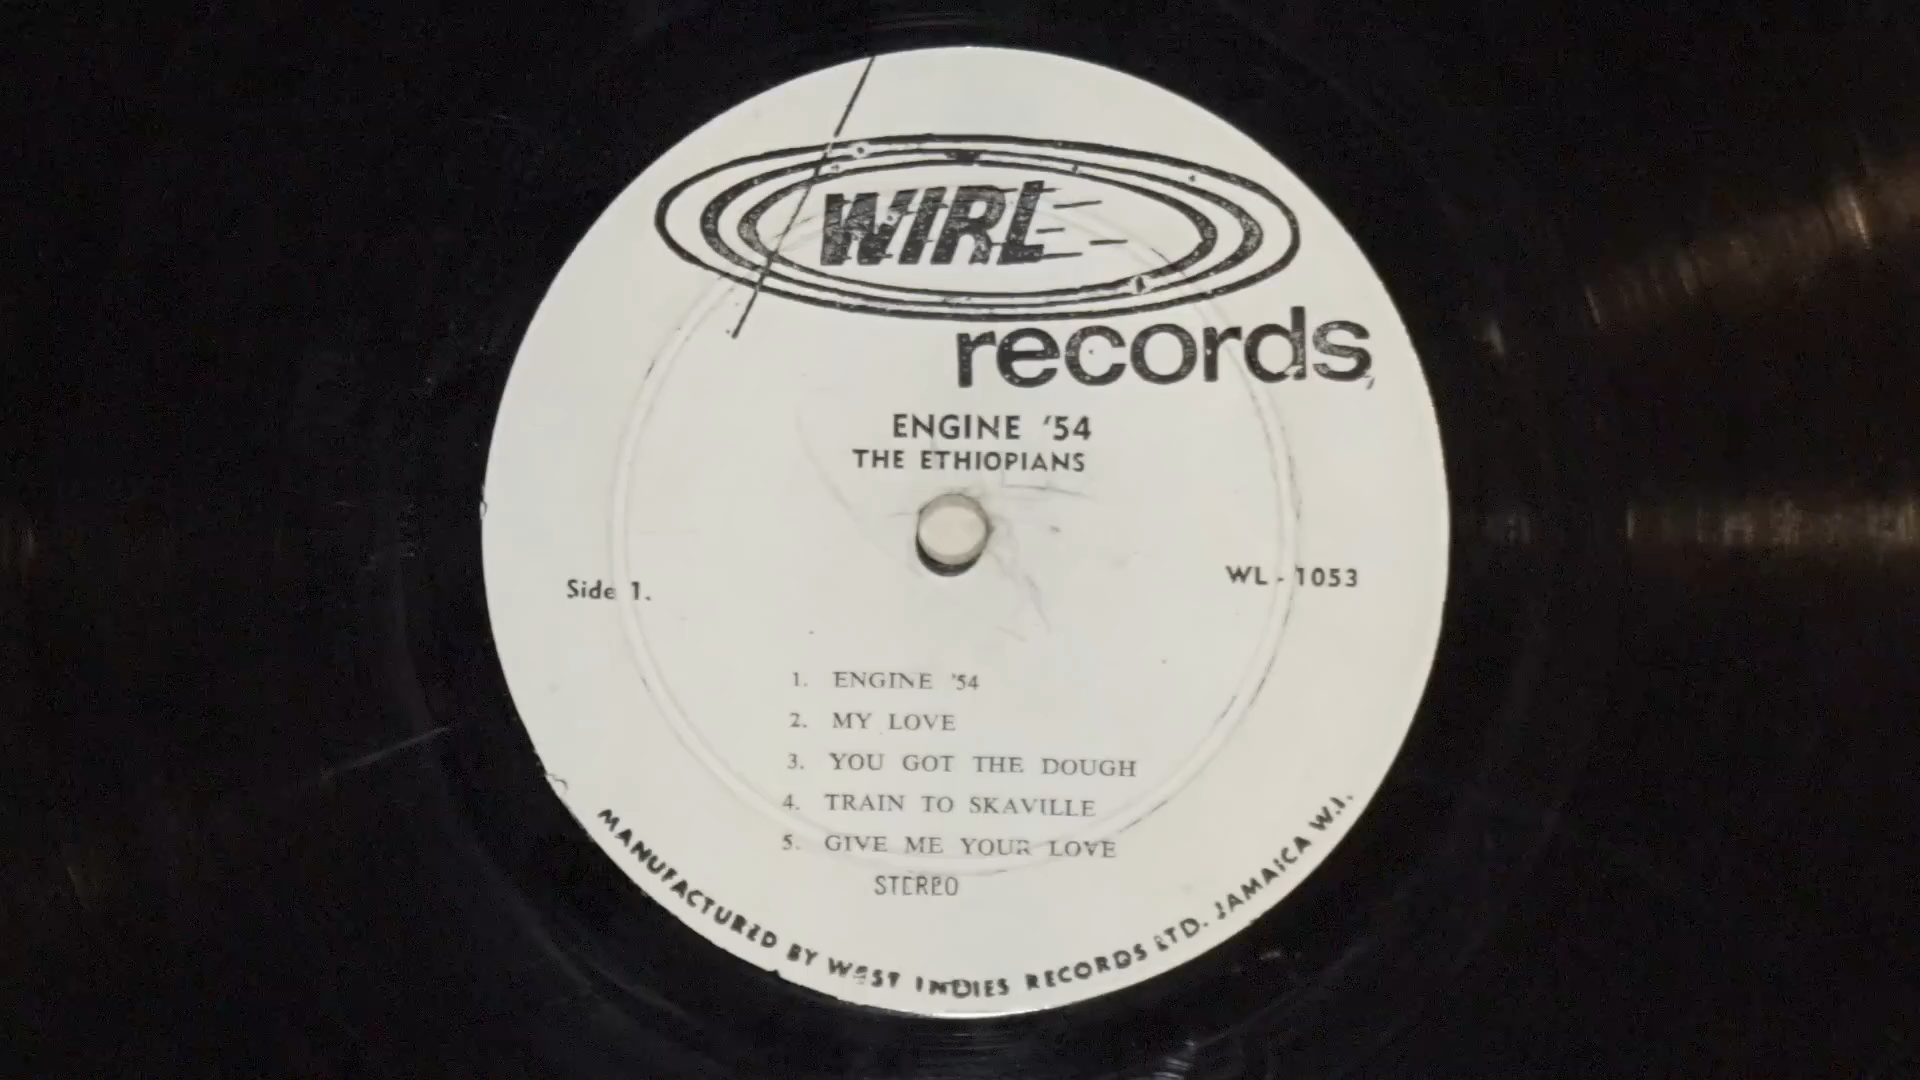 WIRL
records
ENGINE '54
THE ETHIOPIANS
Side 1.
WL - 1053
1. ENGINE '54
2. MY LOVE
3. YOU GOT THE DOUGH
4. TRAIN TO SKAVILLE
5. GIVE ME YOUR LOVE
STEREO
MANUFACTURED BY WEST INDIES RECORDS LTD. JAMAICA W.I.